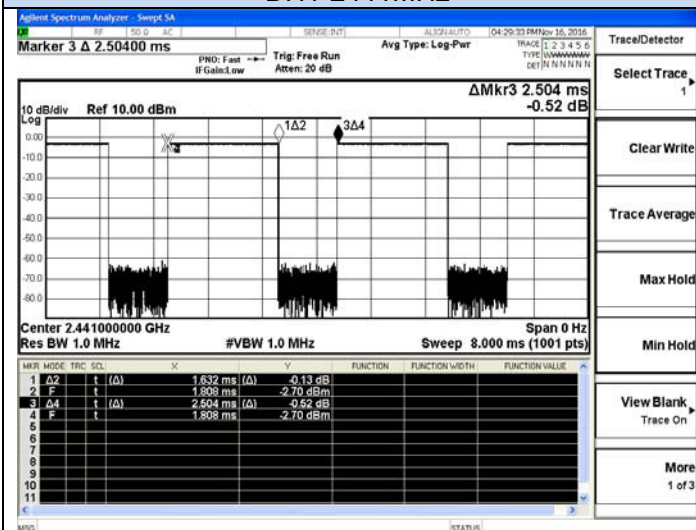 Agilent Spectrum Analyzer - Swept SA
RF 50 Ω AC SENSE:INT ALIGN AUTO 04:29:33 PM Nov 16, 2016
Marker 3 Δ 2.50400 ms
PNO: Fast Trig: Free Run
IFGain:Low Atten: 20 dB
Avg Type: Log-Pwr
TRACE 1 2 3 4 5 6
TYPE
DET N N N N N N
ΔMkr3 2.504 ms
-0.52 dB
10 dB/div Ref 10.00 dBm
Log
1Δ2 3Δ4
0.00
-10.0
-20.0
-30.0
-40.0
-60.0
-70.0
-80.0
Center 2.441000000 GHz Span 0 Hz
Res BW 1.0 MHz #VBW 1.0 MHz Sweep 8.000 ms (1001 pts)
MKR MODE TRC SCL X Y FUNCTION FUNCTION WIDTH FUNCTION VALUE
1 Δ2 t (Δ) 1.632 ms (Δ) -0.13 dB
2 F t 1.808 ms -2.70 dBm
3 Δ4 t (Δ) 2.504 ms (Δ) -0.52 dB
4 F t 1.808 ms -2.70 dBm
5
6
7
8
9
10
11
MSG STATUS
Trace/Detector
Select Trace
1
Clear Write
Trace Average
Max Hold
Min Hold
View Blank
Trace On
More
1 of 3